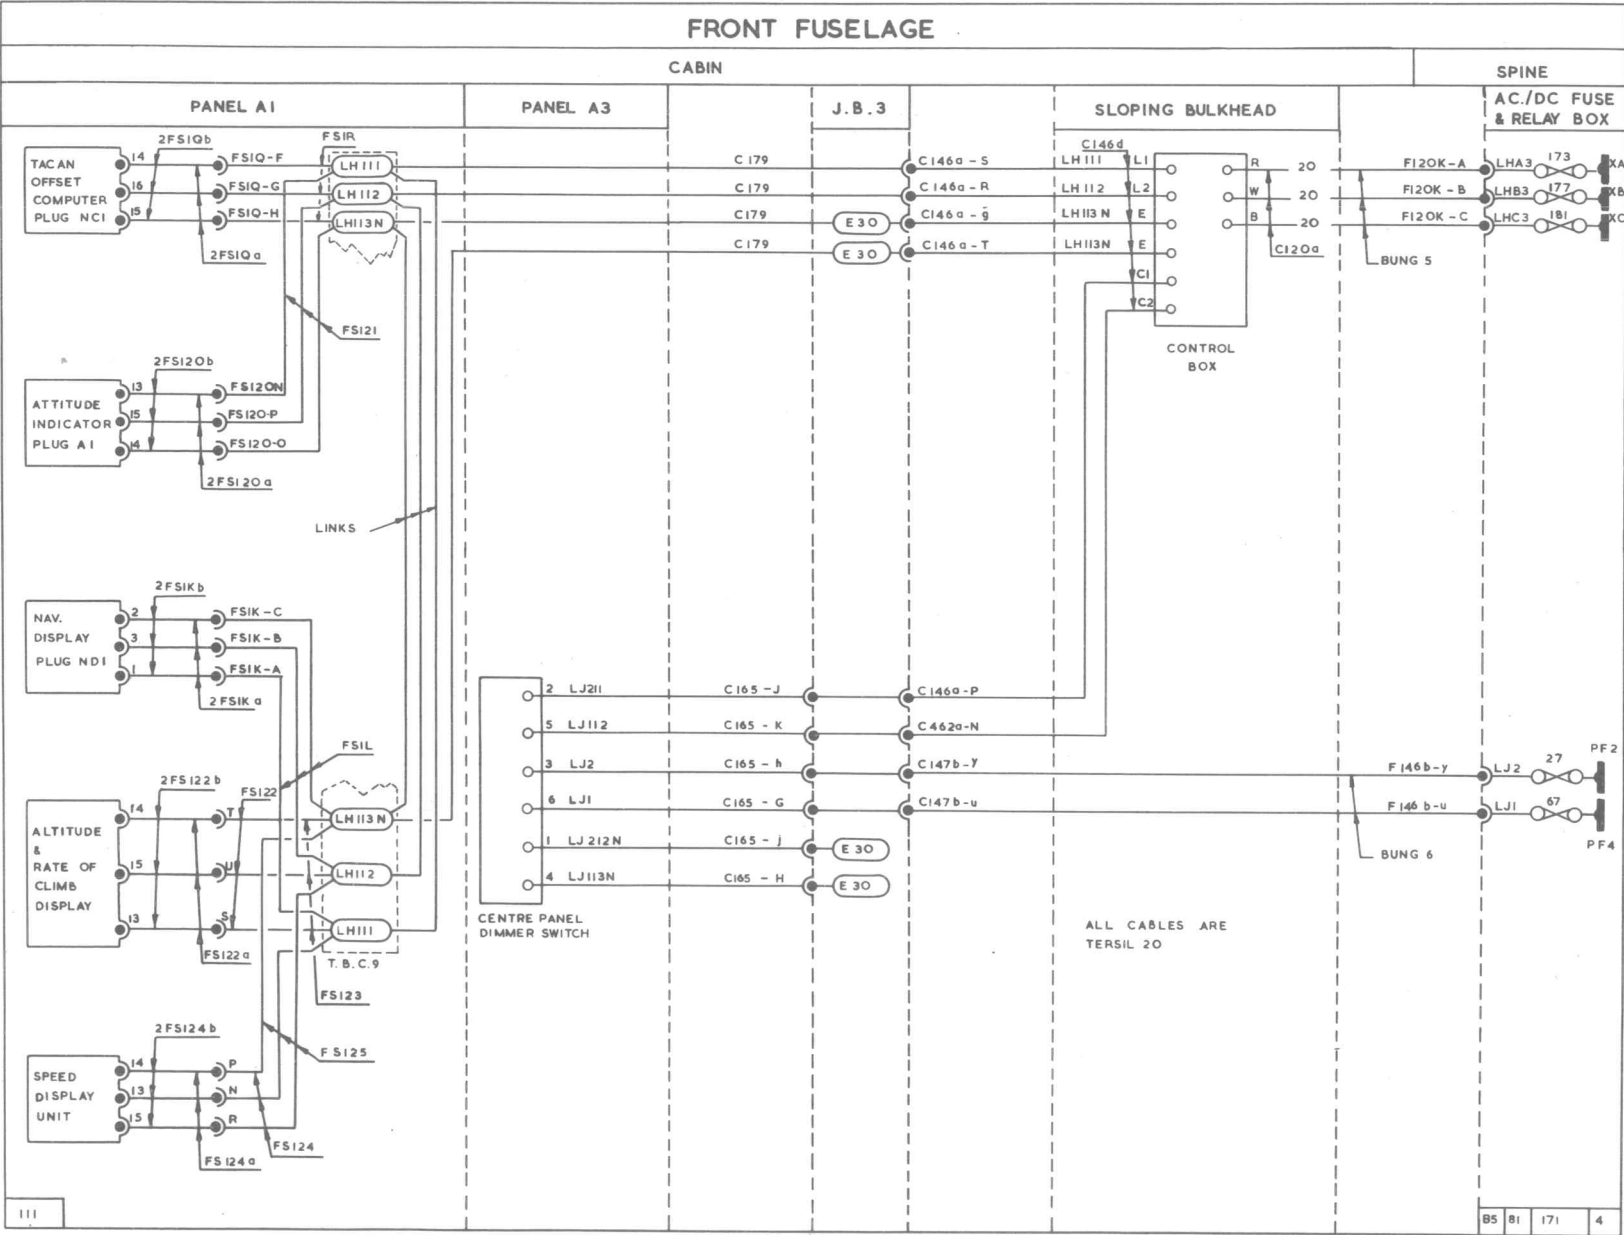 FRONT FUSELAGE
CABIN
SPINE
PANEL A1
PANEL A3
J.B.3
SLOPING BULKHEAD
AC./DC FUSE
& RELAY BOX
TACAN
OFFSET
COMPUTER
PLUG NC1
14
16
15
2FS1Qb
2FS1Qa
FS1Q-F
FS1Q-G
FS1Q-H
FS1R
LH111
LH112
LH113N
C179
C179
C179
C179
E30
E30
C146a-S
C146a-R
C146a-g
C146a-T
C146d
LH111 L1
LH112 L2
LH113N E
LH113N E
C1
C2
CONTROL
BOX
R
W
B
20
20
20
C120a
F120K-A
F120K-B
F120K-C
BUNG 5
LHA3
LHB3
LHC3
173
177
181
XA
XB
XC
FS121
ATTITUDE
INDICATOR
PLUG A1
13
15
14
2FS120b
2FS120a
FS120N
FS120-P
FS120-O
LINKS
NAV.
DISPLAY
PLUG ND1
2
3
1
2FS1Kb
2FS1Ka
FS1K-C
FS1K-B
FS1K-A
FS1L
ALTITUDE
&
RATE OF
CLIMB
DISPLAY
14
15
13
2FS122b
FS122a
FS122
T
U
S
LH113N
LH112
LH111
T.B.C.9
FS123
FS125
SPEED
DISPLAY
UNIT
14
13
15
2FS124b
FS124a
P
N
R
FS124
2 LJ211
5 LJ112
3 LJ2
6 LJ1
1 LJ212N
4 LJ113N
CENTRE PANEL
DIMMER SWITCH
C165-J
C165-K
C165-h
C165-G
C165-j
C165-H
E30
E30
C146a-P
C462a-N
C147b-Y
C147b-u
F146b-y
F146b-u
BUNG 6
LJ2
LJ1
27
67
PF2
PF4
ALL CABLES ARE
TERSIL 20
111
B5 81 171 4